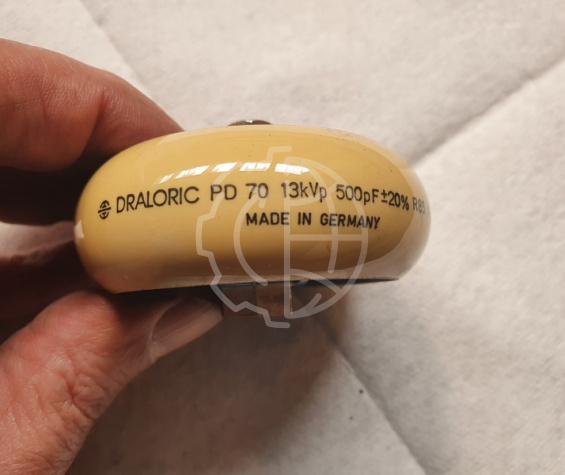 DRALORIC PD 70 13kVp 500pF ±20%
MADE IN GERMANY